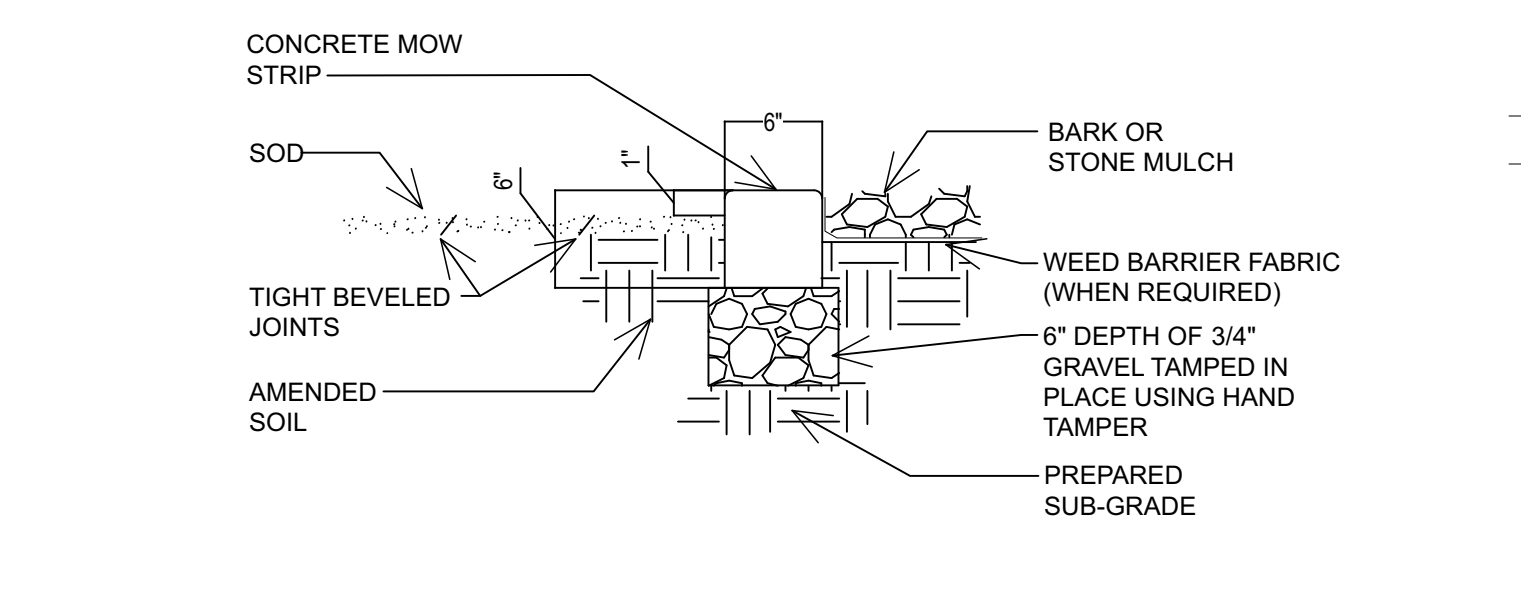 CONCRETE MOW
STRIP
SOD
6"
1"
6"
TIGHT BEVELED
JOINTS
AMENDED
SOIL
BARK OR
STONE MULCH
WEED BARRIER FABRIC
(WHEN REQUIRED)
6" DEPTH OF 3/4"
GRAVEL TAMPED IN
PLACE USING HAND
TAMPER
PREPARED
SUB-GRADE